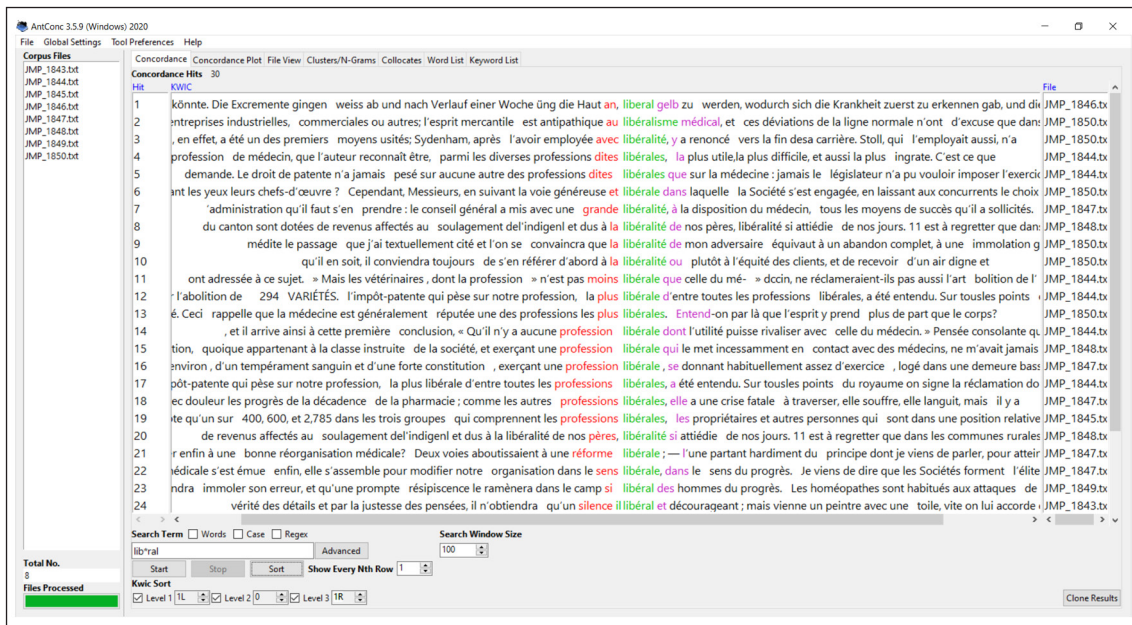 AntConc 3.5.9 (Windows) 2020
File Global Settings Tool Preferences Help
Corpus Files
JMP_1843.txt
JMP_1844.txt
JMP_1845.txt
JMP_1846.txt
JMP_1847.txt
JMP_1848.txt
JMP_1849.txt
JMP_1850.txt
Concordance Concordance Plot File View Clusters/N-Grams Collocates Word List Keyword List
Concordance Hits 30
Hit KWIC File
1 könnte. Die Excremente gingen weiss ab und nach Verlauf einer Woche üng die Haut an, liberal gelb zu werden, wodurch sich die Krankheit zuerst zu erkennen gab, und die JMP_1846.tx
2 entreprises industrielles, commerciales ou autres; l'esprit mercantile est antipathique au libéralisme médical, et ces déviations de la ligne normale n'ont d'excuse que dans JMP_1850.tx
3 , en effet, a été un des premiers moyens usités; Sydenham, après l'avoir employée avec libéralité, y a renoncé vers la fin desa carrière. Stoll, qui l'employait aussi, n'a JMP_1850.tx
4 profession de médecin, que l'auteur reconnaît être, parmi les diverses professions dites libérales, la plus utile,la plus difficile, et aussi la plus ingrate. C'est ce que JMP_1844.tx
5 demande. Le droit de patente n'a jamais pesé sur aucune autre des professions dites libérales que sur la médecine : jamais le législateur n'a pu vouloir imposer l'exercic JMP_1844.tx
6 ant les yeux leurs chefs-d'œuvre ? Cependant, Messieurs, en suivant la voie généreuse et libérale dans laquelle la Société s'est engagée, en laissant aux concurrents le choix JMP_1850.tx
7 'administration qu'il faut s'en prendre : le conseil général a mis avec une grande libéralité, à la disposition du médecin, tous les moyens de succès qu'il a sollicités. JMP_1847.tx
8 du canton sont dotées de revenus affectés au soulagement del'indigenl et dus à la libéralité de nos pères, libéralité si attiédie de nos jours. 11 est à regretter que dan JMP_1848.tx
9 médite le passage que j'ai textuellement cité et l'on se convaincra que la libéralité de mon adversaire équivaut à un abandon complet, à une immolation g JMP_1850.tx
10 qu'il en soit, il conviendra toujours de s'en référer d'abord à la libéralité ou plutôt à l'équité des clients, et de recevoir d'un air digne et JMP_1850.tx
11 ont adressée à ce sujet. » Mais les vétérinaires , dont la profession » n'est pas moins libérale que celle du mé- » dccin, ne réclameraient-ils pas aussi l'art bolition de l' JMP_1844.tx
12 r l'abolition de 294 VARIÉTÉS. l'impôt-patente qui pèse sur notre profession, la plus libérale d'entre toutes les professions libérales, a été entendu. Sur tousles points JMP_1844.tx
13 é. Ceci rappelle que la médecine est généralement réputée une des professions les plus libérales. Entend-on par là que l'esprit y prend plus de part que le corps? JMP_1850.tx
14 , et il arrive ainsi à cette première conclusion, « Qu'il n'y a aucune profession libérale dont l'utilité puisse rivaliser avec celle du médecin. » Pensée consolante qu JMP_1844.tx
15 tion, quoique appartenant à la classe instruite de la société, et exerçant une profession libérale qui le met incessamment en contact avec des médecins, ne m'avait jamais JMP_1848.tx
16 environ , d'un tempérament sanguin et d'une forte constitution , exerçant une profession libérale , se donnant habituellement assez d'exercice , logé dans une demeure bass JMP_1847.tx
17 pôt-patente qui pèse sur notre profession, la plus libérale d'entre toutes les professions libérales, a été entendu. Sur tousles points du royaume on signe la réclamation do JMP_1844.tx
18 ec douleur les progrès de la décadence de la pharmacie ; comme les autres professions libérales, elle a une crise fatale à traverser, elle souffre, elle languit, mais il y a JMP_1847.tx
19 ote qu'un sur 400, 600, et 2,785 dans les trois groupes qui comprennent les professions libérales, les propriétaires et autres personnes qui sont dans une position relative JMP_1845.tx
20 de revenus affectés au soulagement del'indigenl et dus à la libéralité de nos pères, libéralité si attiédie de nos jours. 11 est à regretter que dans les communes rurales JMP_1848.tx
21 r enfin à une bonne réorganisation médicale? Deux voies aboutissaient à une réforme libérale ; — l'une partant hardiment du principe dont je viens de parler, pour attein JMP_1847.tx
22 médicale s'est émue enfin, elle s'assemble pour modifier notre organisation dans le sens libérale, dans le sens du progrès. Je viens de dire que les Sociétés forment l'élite JMP_1847.tx
23 ndra immoler son erreur, et qu'une prompte résipiscence le ramènera dans le camp si libéral des hommes du progrès. Les homéopathes sont habitués aux attaques de JMP_1849.tx
24 vérité des détails et par la justesse des pensées, il n'obtiendra qu'un silence il libéral et décourageant ; mais vienne un peintre avec une toile, vite on lui accorde JMP_1843.tx
Search Term Words Case Regex Search Window Size
lib*ral Advanced 100
Start Stop Sort Show Every Nth Row 1
Kwic Sort
Level 1 1L Level 2 0 Level 3 1R Clone Results
Total No.
8
Files Processed